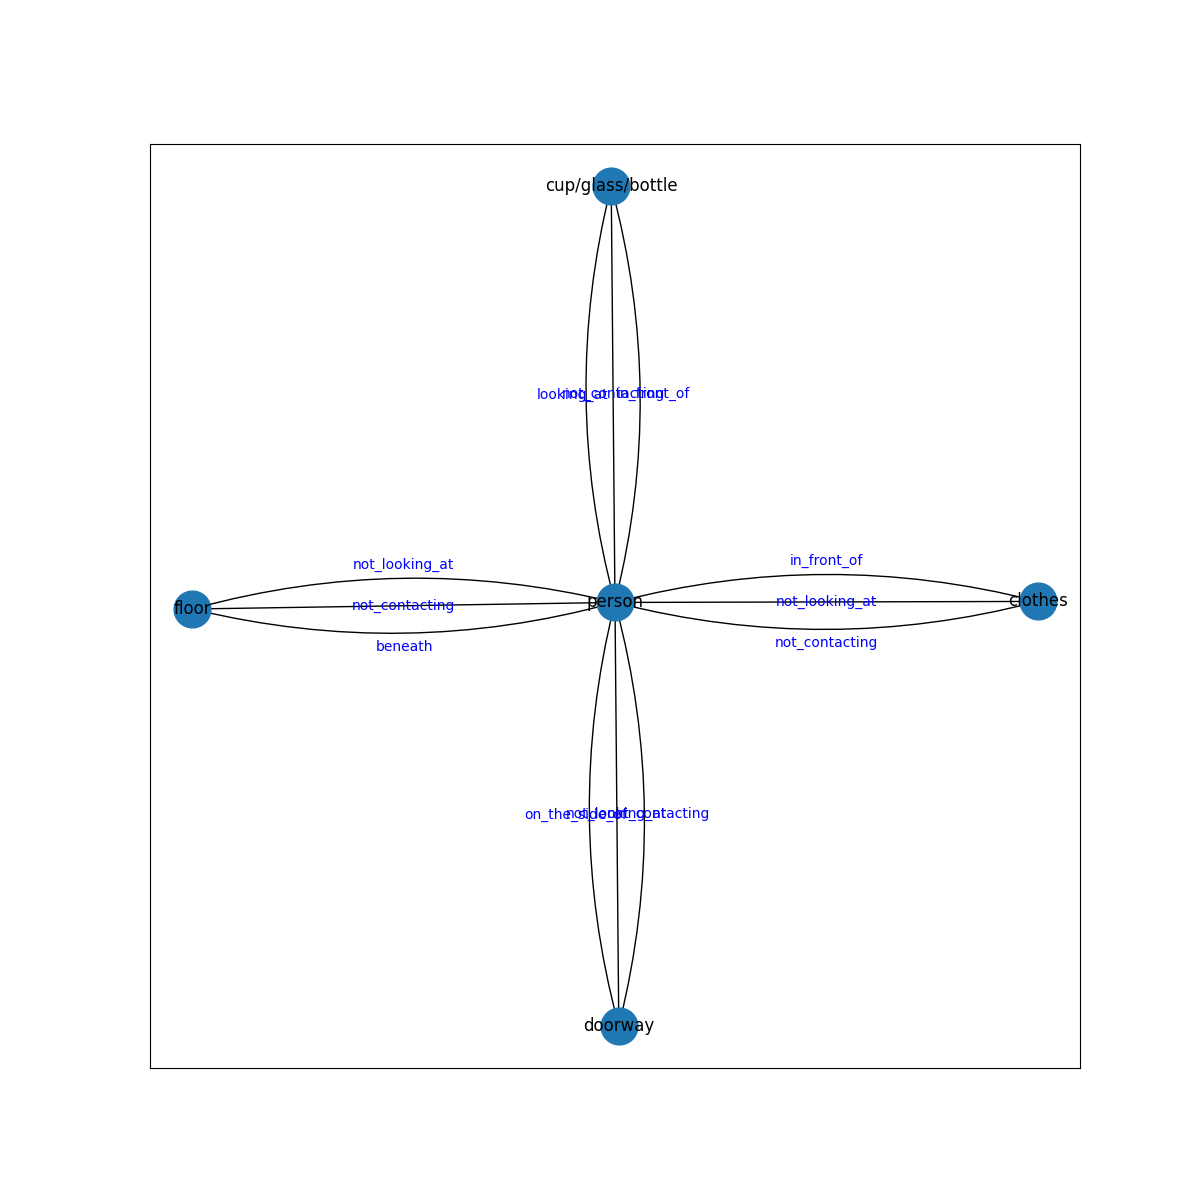 cup/glass/bottle
looking_at
not_contacting
in_front_of
not_looking_at
in_front_of
floor
not_contacting
person
not_looking_at
clothes
beneath
not_contacting
on_the_side_of
not_looking_at
not_contacting
doorway